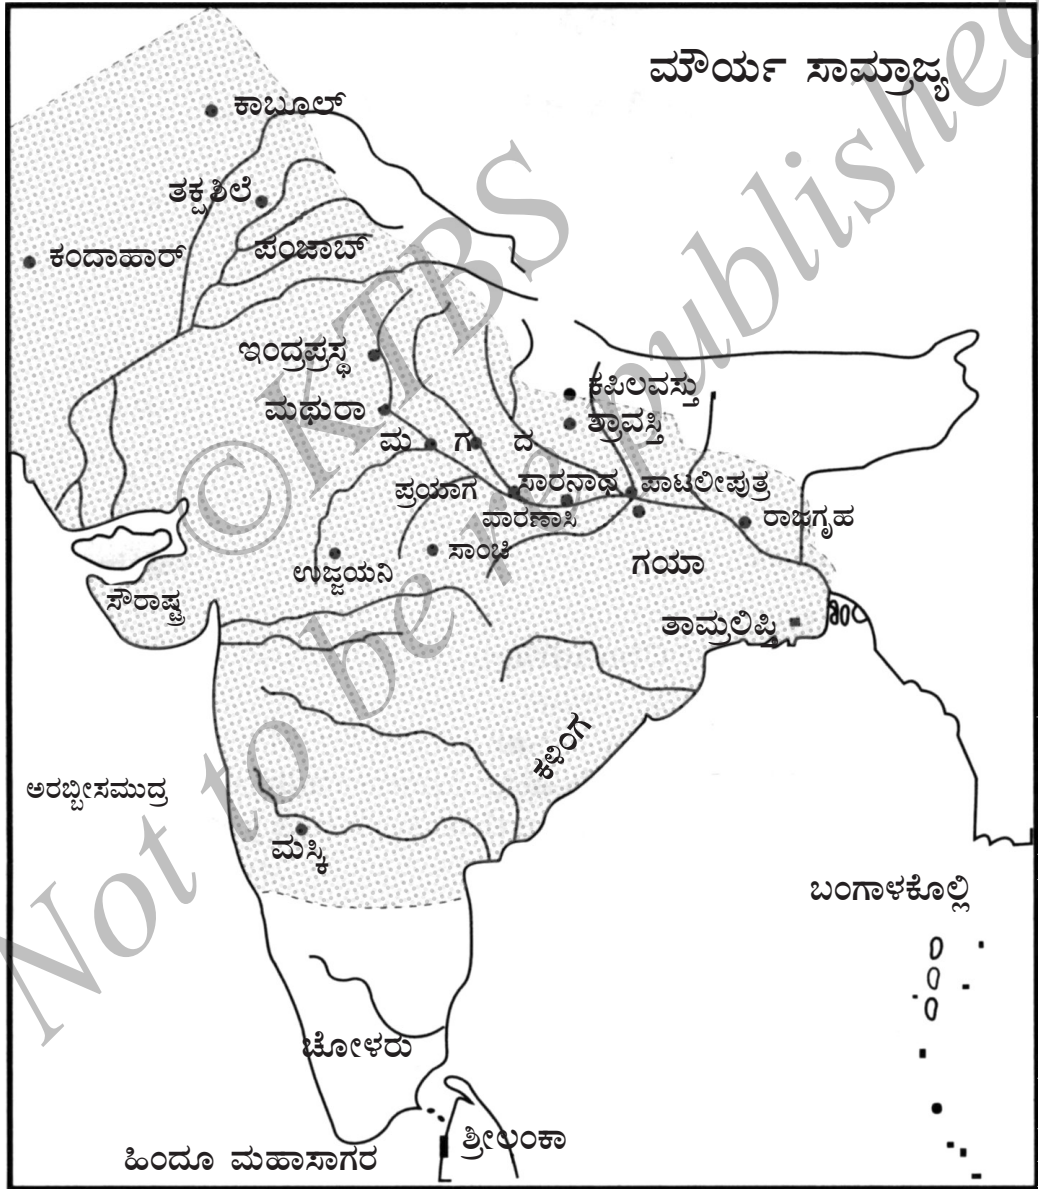 ಮೌರ್ಯ ಸಾಮ್ರಾಜ್ಯ
ಕಾಬೂಲ್
ತಕ್ಷಶಿಲೆ
ಕಂದಾಹಾರ್
ಪಂಜಾಬ್
ಇಂದ್ರಪ್ರಸ್ಥ
ಕಪಿಲವಸ್ತು
ಮಥುರಾ
ಶ್ರಾವಸ್ತಿ
ಮ ಗ ದ
ಪ್ರಯಾಗ
ಸಾರನಾಥ
ಪಾಟಲೀಪುತ್ರ
ವಾರಣಾಸಿ
ರಾಜಗೃಹ
ಸಾಂಚಿ
ಉಜ್ಜಯನಿ
ಗಯಾ
ಸೌರಾಷ್ಟ್ರ
ತಾಮ್ರಲಿಪ್ತಿ
ಕಳಿಂಗ
ಅರಬ್ಬೀಸಮುದ್ರ
ಮಸ್ಕಿ
ಬಂಗಾಳಕೊಲ್ಲಿ
ಚೋಳರು
ಶ್ರೀಲಂಕಾ
ಹಿಂದೂ ಮಹಾಸಾಗರ
©KTBS
Not to be republished